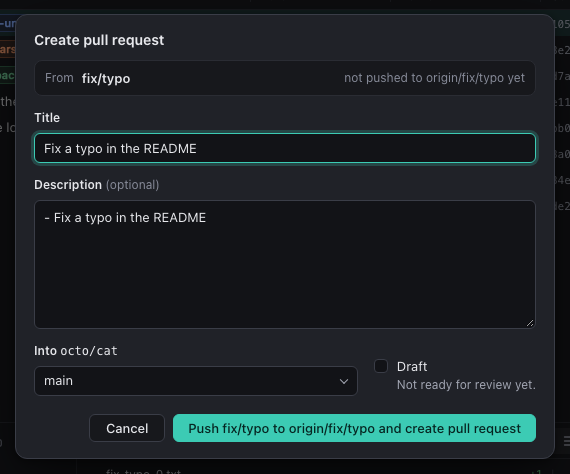 Create pull request
From fix/typo not pushed to origin/fix/typo yet
Title
Fix a typo in the README
Description (optional)
- Fix a typo in the README
Into octo/cat
main
Draft
Not ready for review yet.
Cancel
Push fix/typo to origin/fix/typo and create pull request